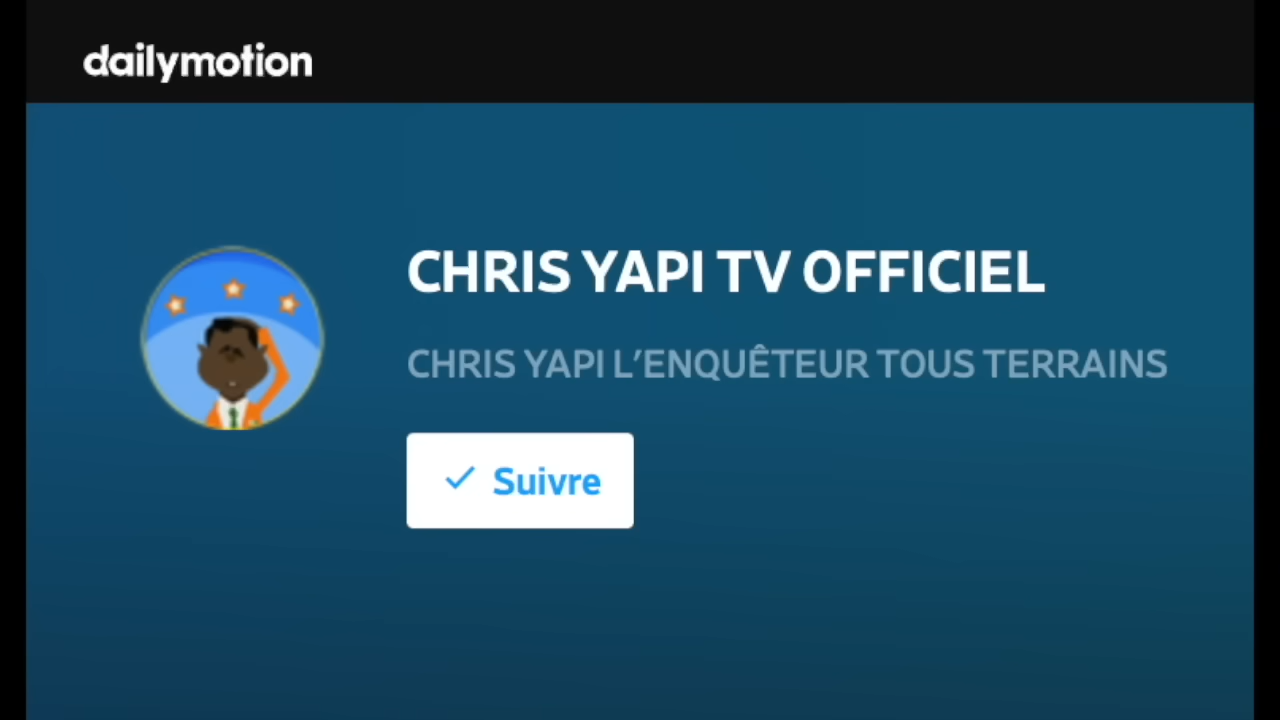 dailymotion
CHRIS YAPI TV OFFICIEL
CHRIS YAPI L’ENQUÊTEUR TOUS TERRAINS
Suivre